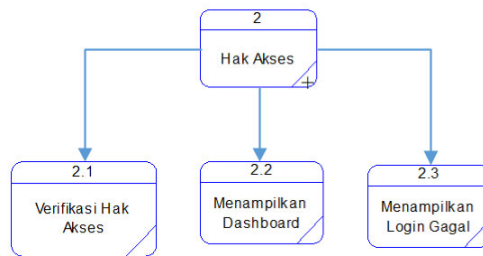 2
Hak Akses
2.1
Verifikasi Hak
Akses
2.2
Menampilkan
Dashboard
2.3
Menampilkan
Login Gagal